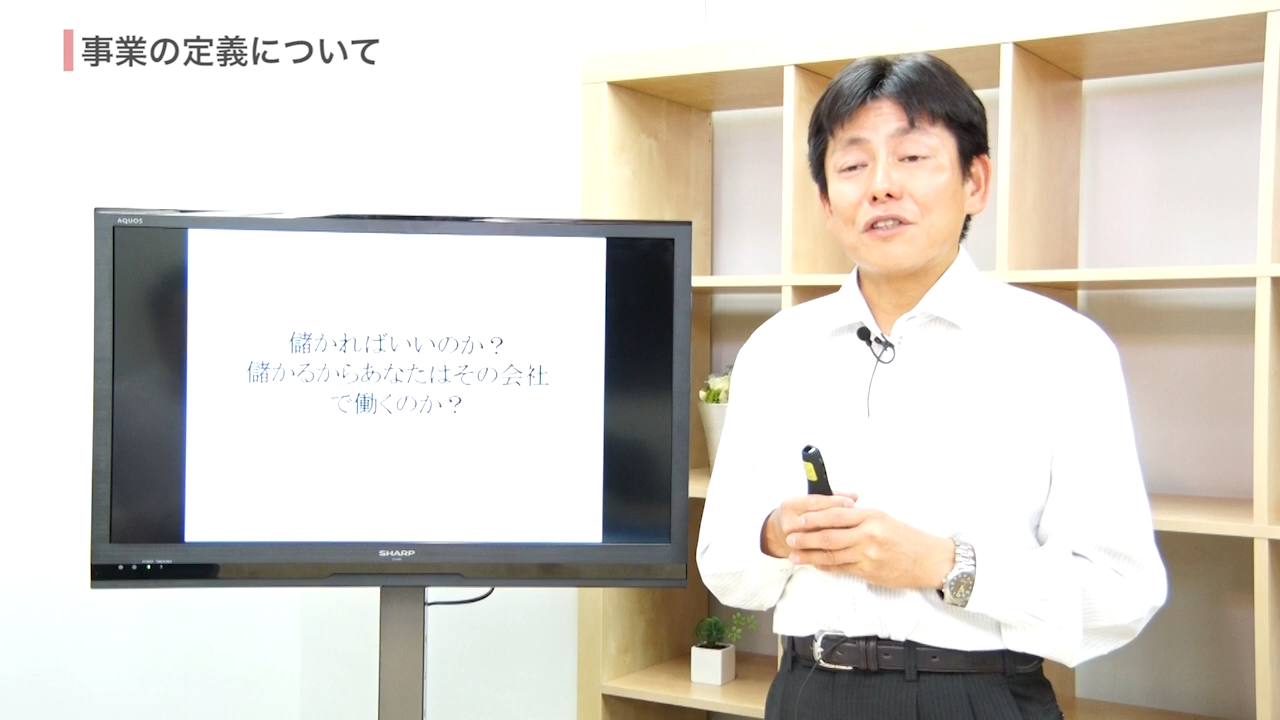 事業の定義について
AQUOS
儲かればいいのか？
儲かるからあなたはその会社
で働くのか？
SHARP